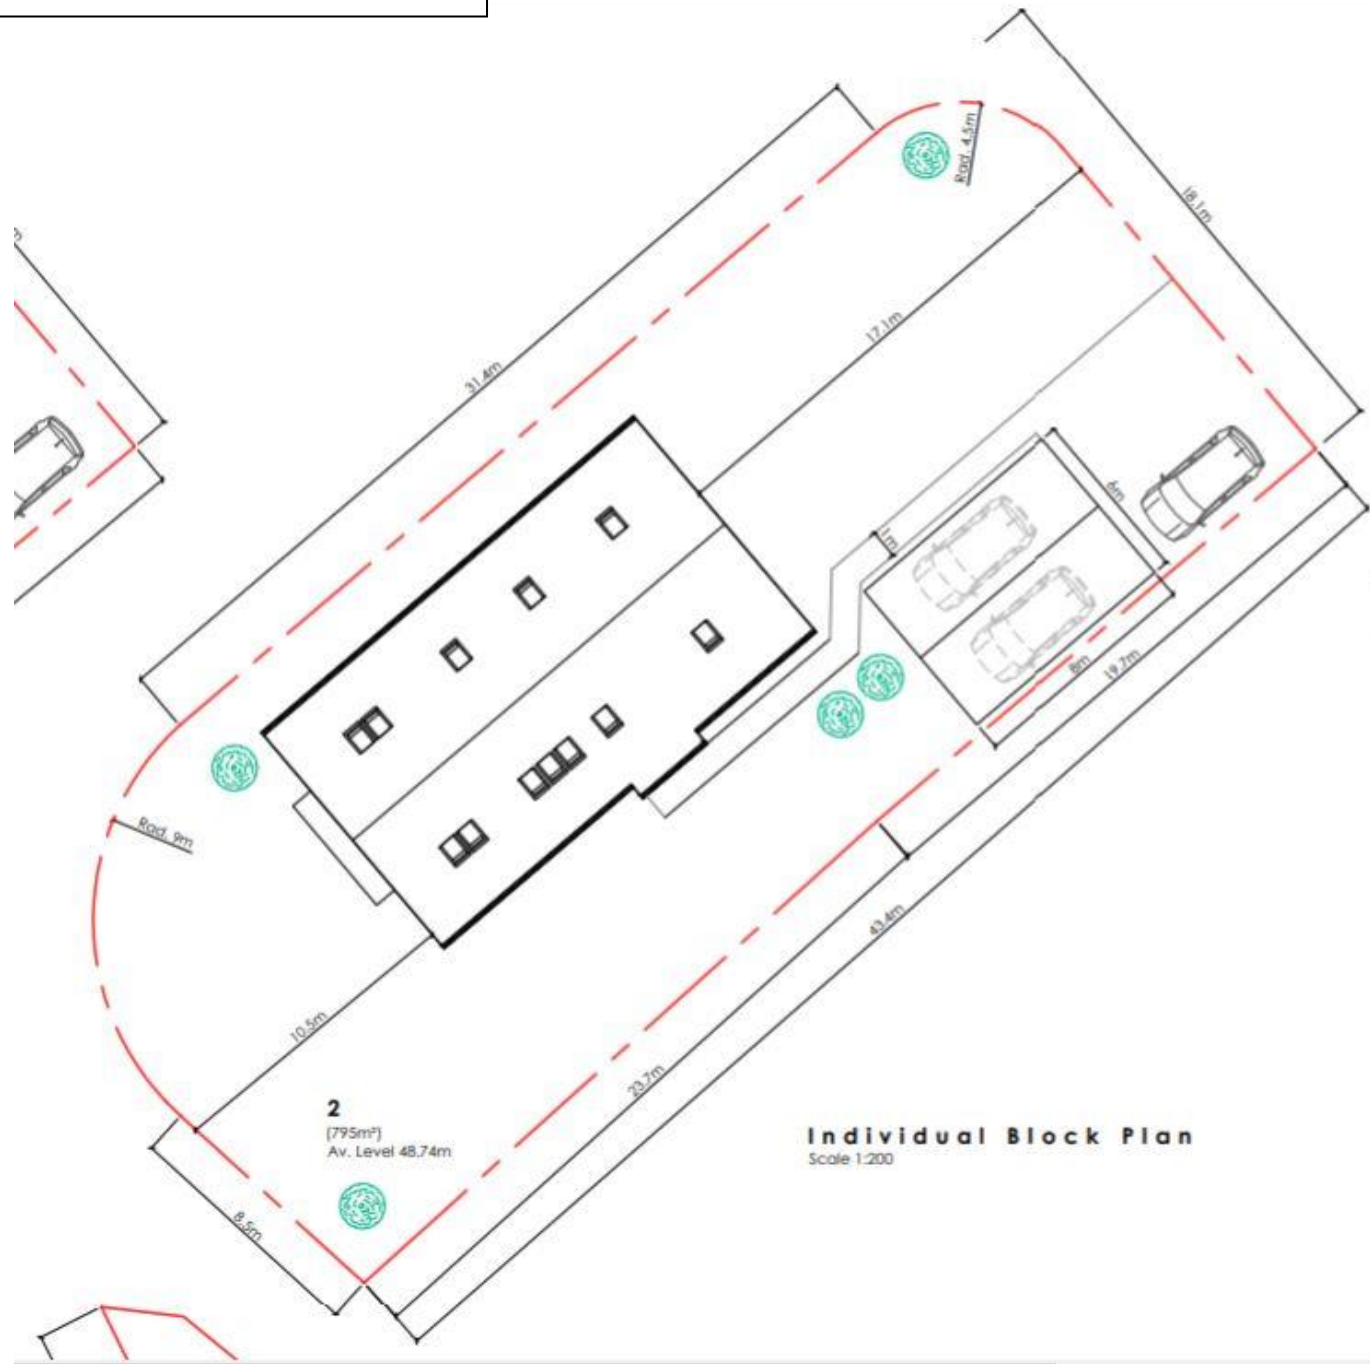 Rad. 4.5m
18.1m
17.1m
31.4m
6m
1m
8m
19.7m
Rad. 9m
43.4m
10.5m
23.7m
2
(795m²)
Av. Level 48.74m
Individual Block Plan
Scale 1:200
8.5m